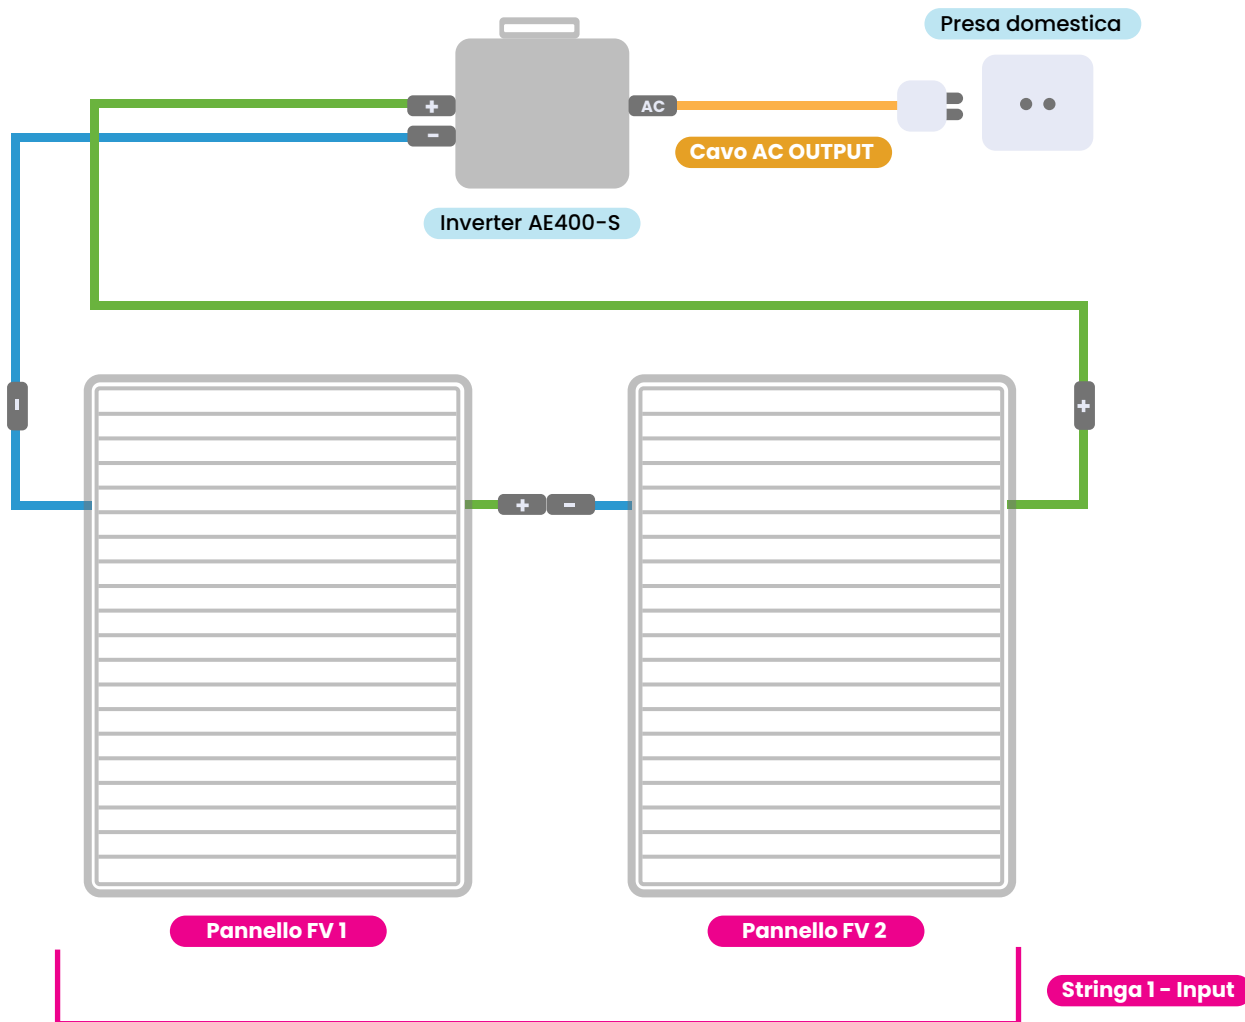 Presa domestica
+
AC
-
Cavo AC OUTPUT
Inverter AE400-S
-
+
+ -
Pannello FV 1
Pannello FV 2
Stringa 1 - Input